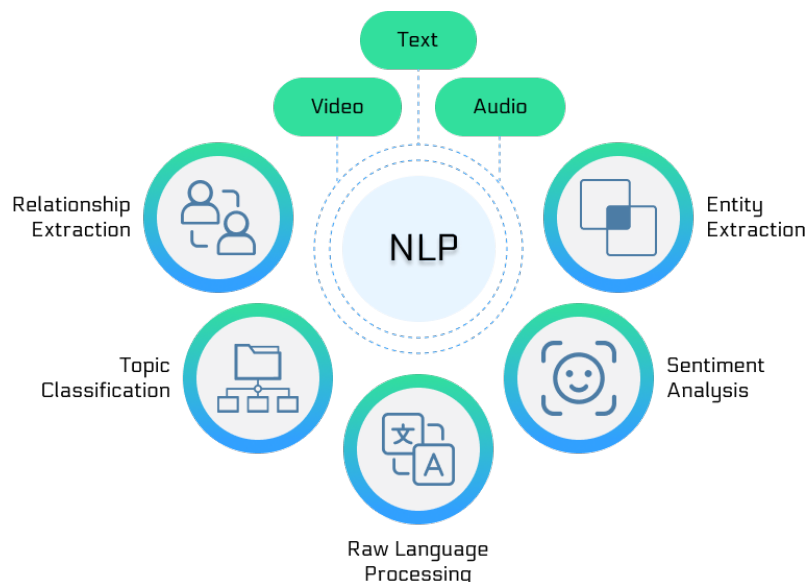 Text
Video
Audio
NLP
Relationship
Extraction
Entity
Extraction
Topic
Classification
Sentiment
Analysis
文
A
Raw Language
Processing